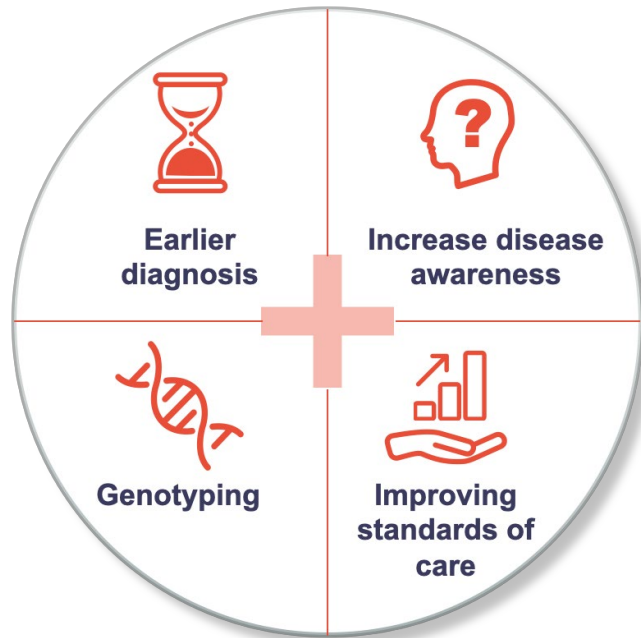 ?
Earlier
diagnosis
Increase disease
awareness
Genotyping
Improving
standards of
care